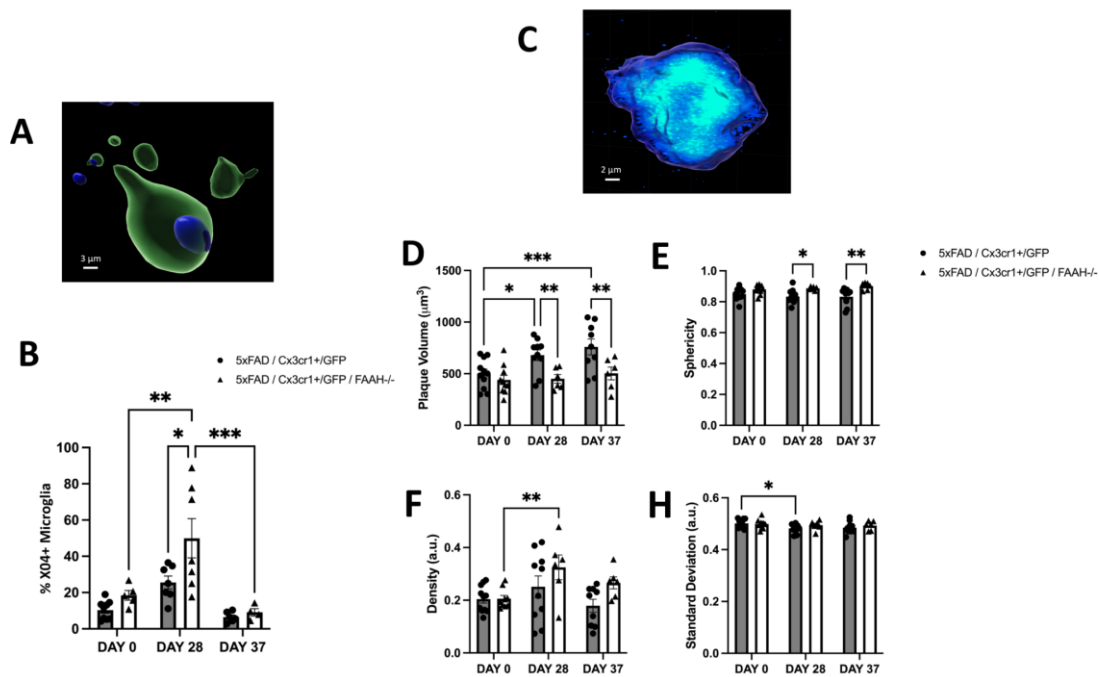 C
2 µm
A
3 µm
D
Plaque Volume (µm³)
1500
1000
500
0
***
*
**
**
DAY 0 DAY 28 DAY 37
E
5xFAD / Cx3cr1+/GFP
5xFAD / Cx3cr1+/GFP / FAAH-/-
Sphericity
1.0
0.8
0.6
0.4
0.2
0.0
*
**
DAY 0 DAY 28 DAY 37
B
5xFAD / Cx3cr1+/GFP
5xFAD / Cx3cr1+/GFP / FAAH-/-
% X04+ Microglia
100
80
60
40
20
0
**
*
***
DAY 0 DAY 28 DAY 37
F
Density (a.u.)
0.6
0.4
0.2
0.0
**
DAY 0 DAY 28 DAY 37
H
Standard Deviation (a.u.)
0.6
0.4
0.2
0.0
*
DAY 0 DAY 28 DAY 37